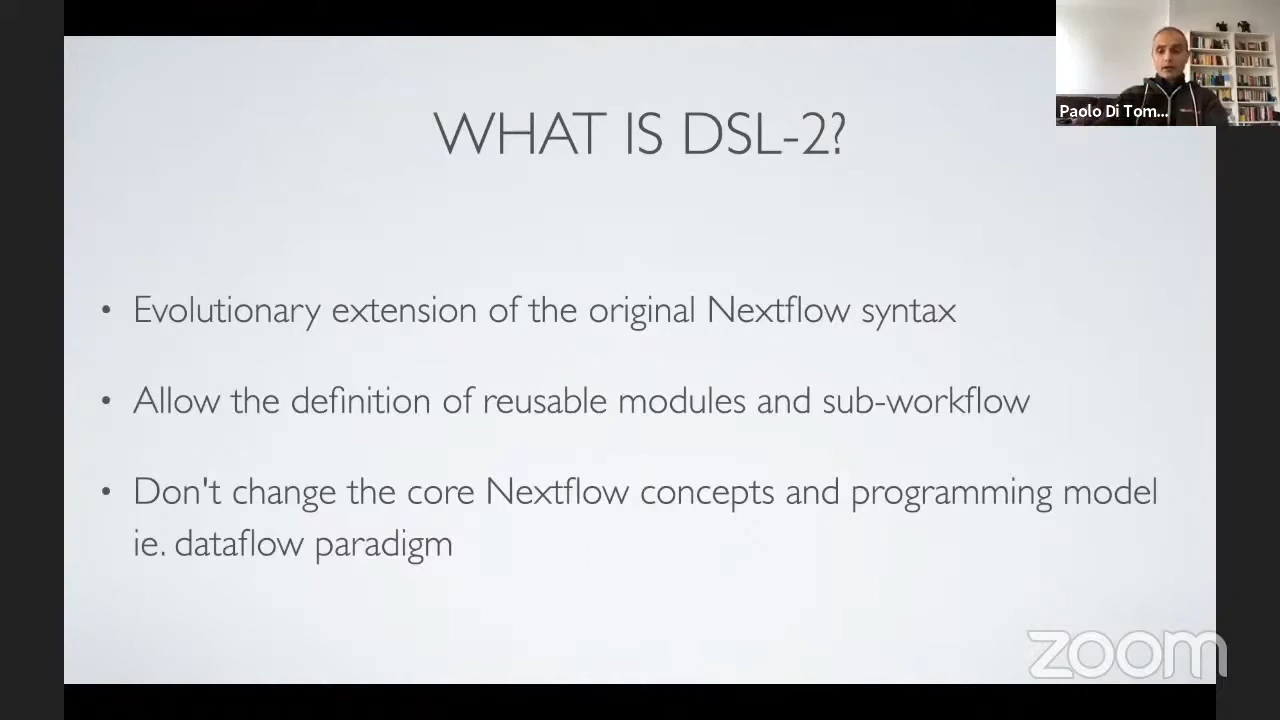 WHAT IS DSL-2?
Paolo Di Tom...
• Evolutionary extension of the original Nextflow syntax
• Allow the definition of reusable modules and sub-workflow
• Don't change the core Nextflow concepts and programming model
ie. dataflow paradigm
zoom